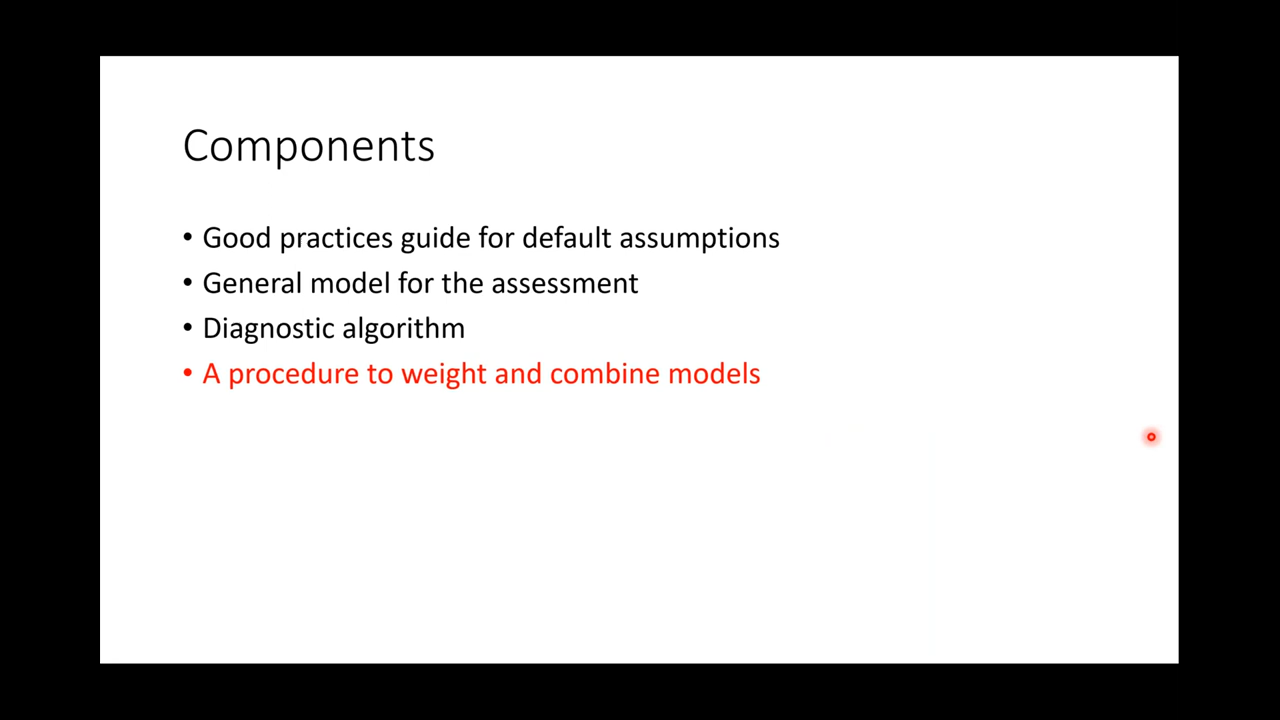 Components
• Good practices guide for default assumptions
• General model for the assessment
• Diagnostic algorithm
• A procedure to weight and combine models